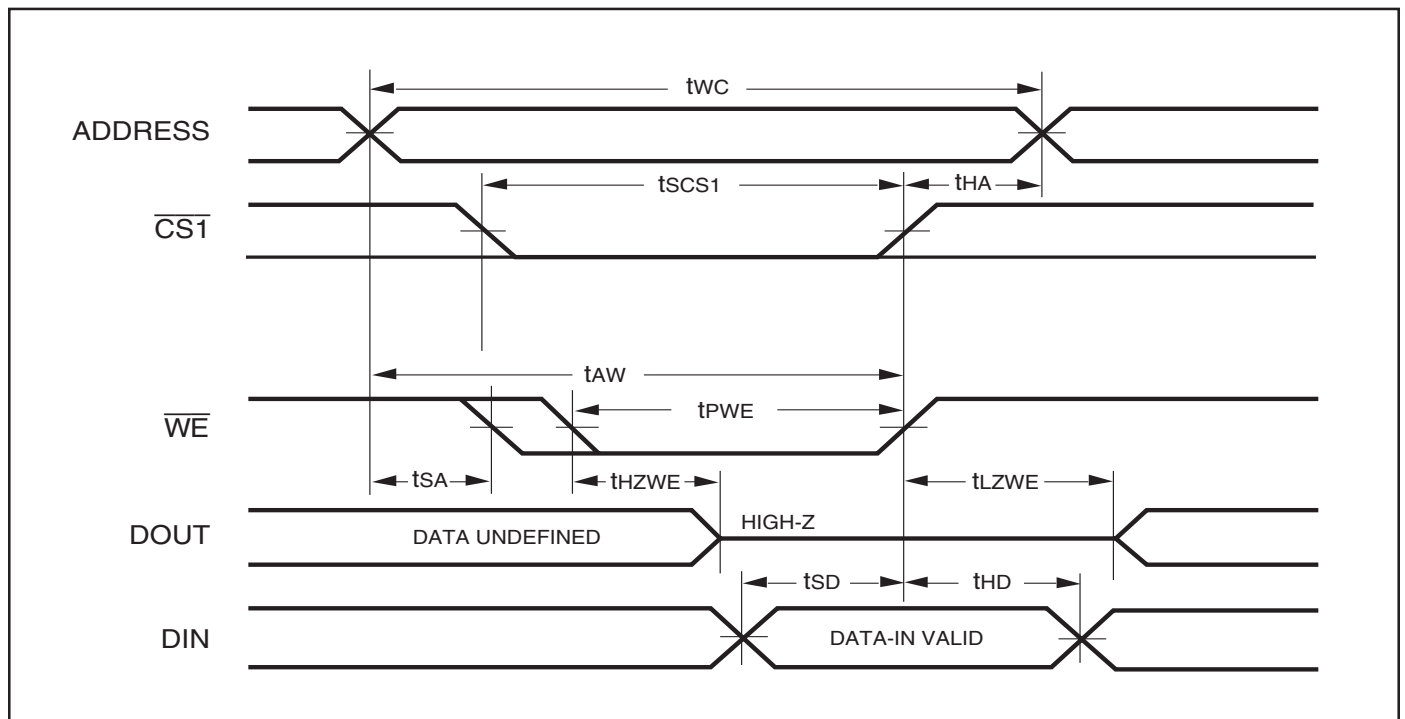 tWC
ADDRESS
tSCS1
tHA
CS1
tAW
tPWE
WE
tSA
tHZWE
tLZWE
HIGH-Z
DOUT
DATA UNDEFINED
tSD
tHD
DIN
DATA-IN VALID